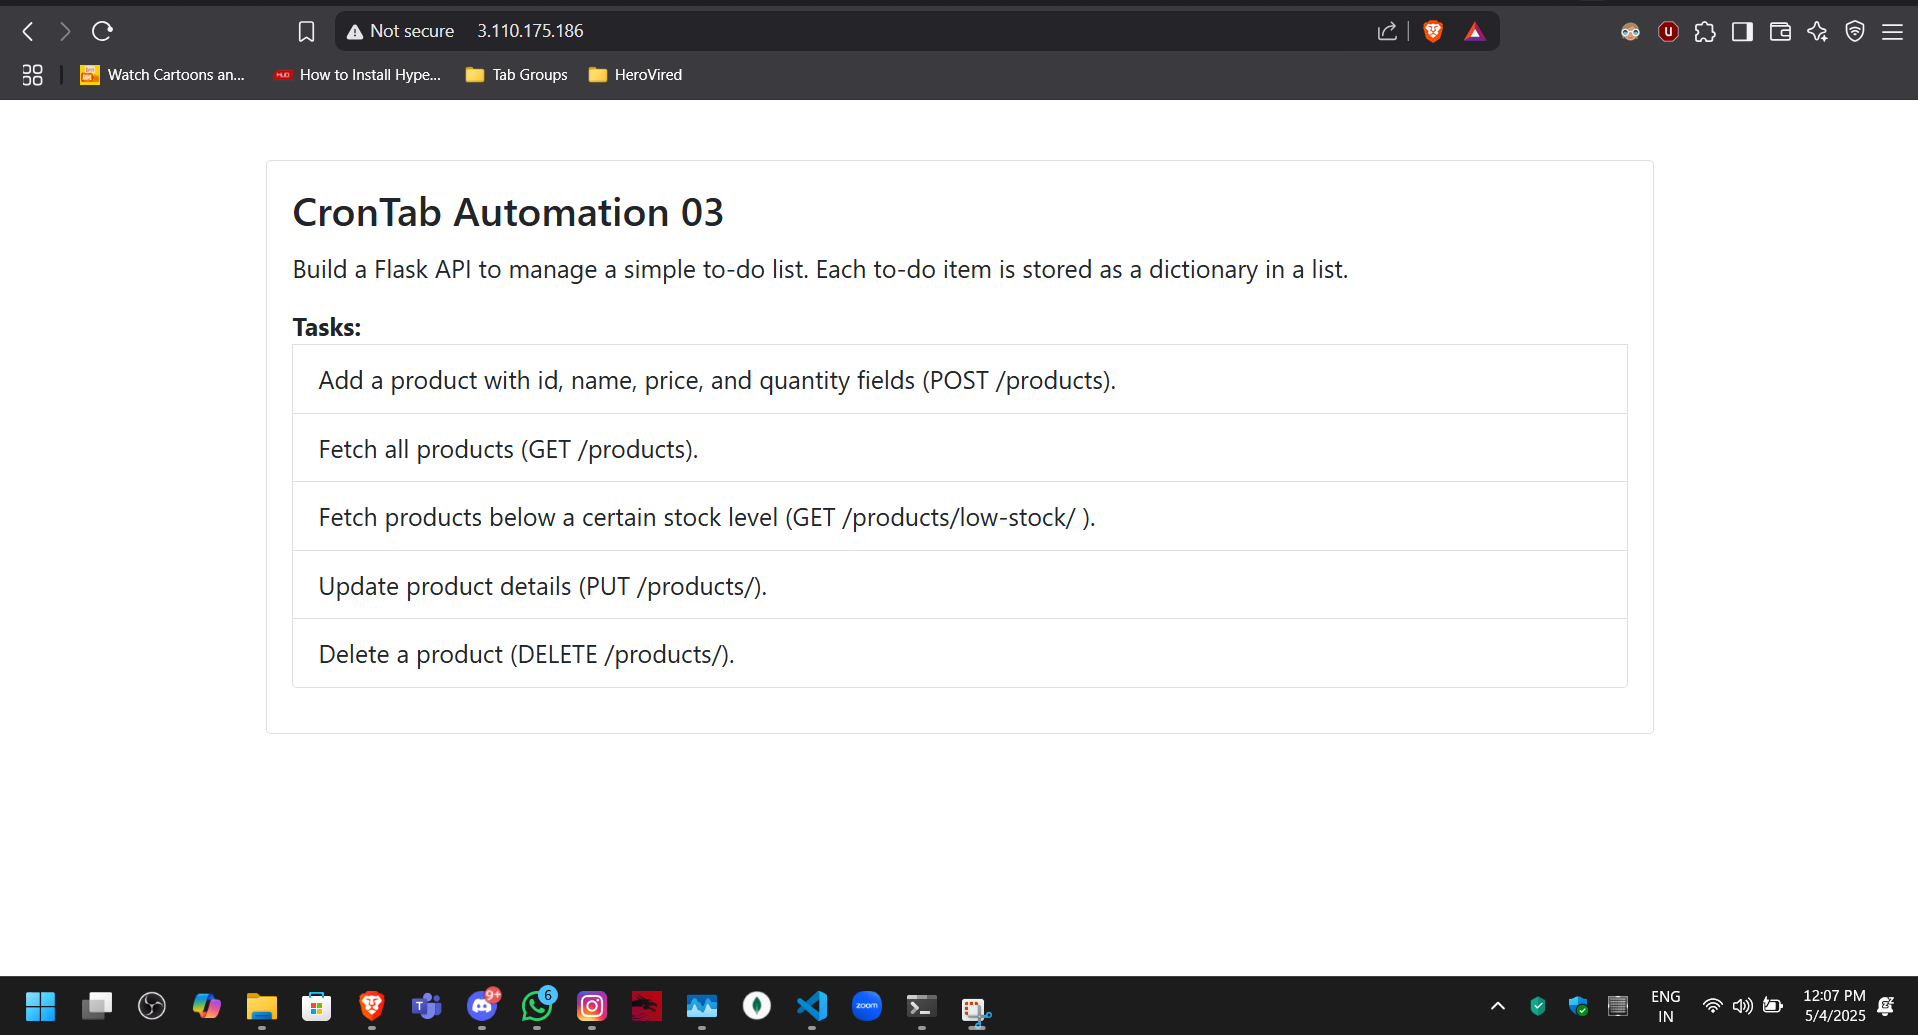 Not secure 3.110.175.186
Watch Cartoons an... How to Install Hype... Tab Groups HeroVired
CronTab Automation 03
Build a Flask API to manage a simple to-do list. Each to-do item is stored as a dictionary in a list.
Tasks:
Add a product with id, name, price, and quantity fields (POST /products).
Fetch all products (GET /products).
Fetch products below a certain stock level (GET /products/low-stock/ ).
Update product details (PUT /products/).
Delete a product (DELETE /products/).
9+ 6 zoom
ENG 12:07 PM
IN 5/4/2025